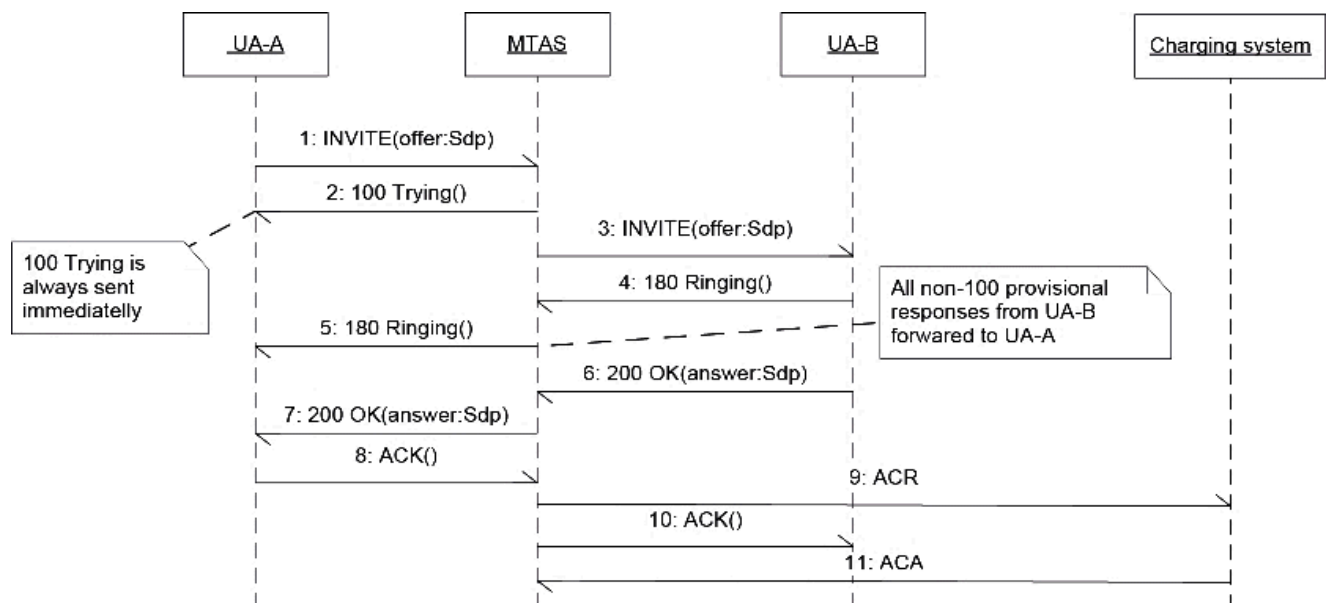 UA-A
MTAS
UA-B
Charging system
1: INVITE(offer:Sdp)
2: 100 Trying()
3: INVITE(offer:Sdp)
100 Trying is
always sent
immediatelly
4: 180 Ringing()
All non-100 provisional
responses from UA-B
forwared to UA-A
5: 180 Ringing()
6: 200 OK(answer:Sdp)
7: 200 OK(answer:Sdp)
8: ACK()
9: ACR
10: ACK()
11: ACA